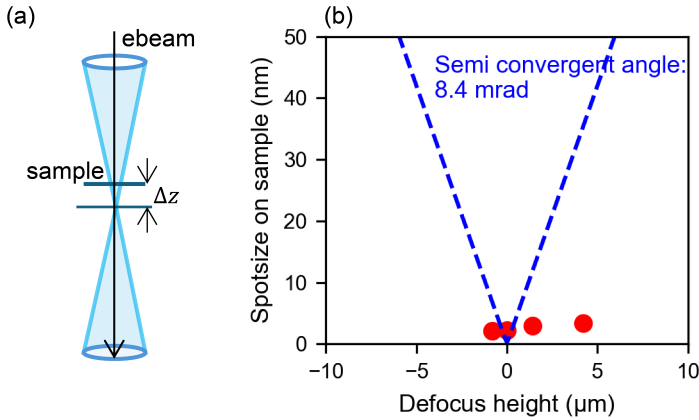 (a)
ebeam
sample
Δz
(b)
Semi convergent angle:
8.4 mrad
Spotsize on sample (nm)
50
40
30
20
10
0
−10
−5
0
5
10
Defocus height (μm)